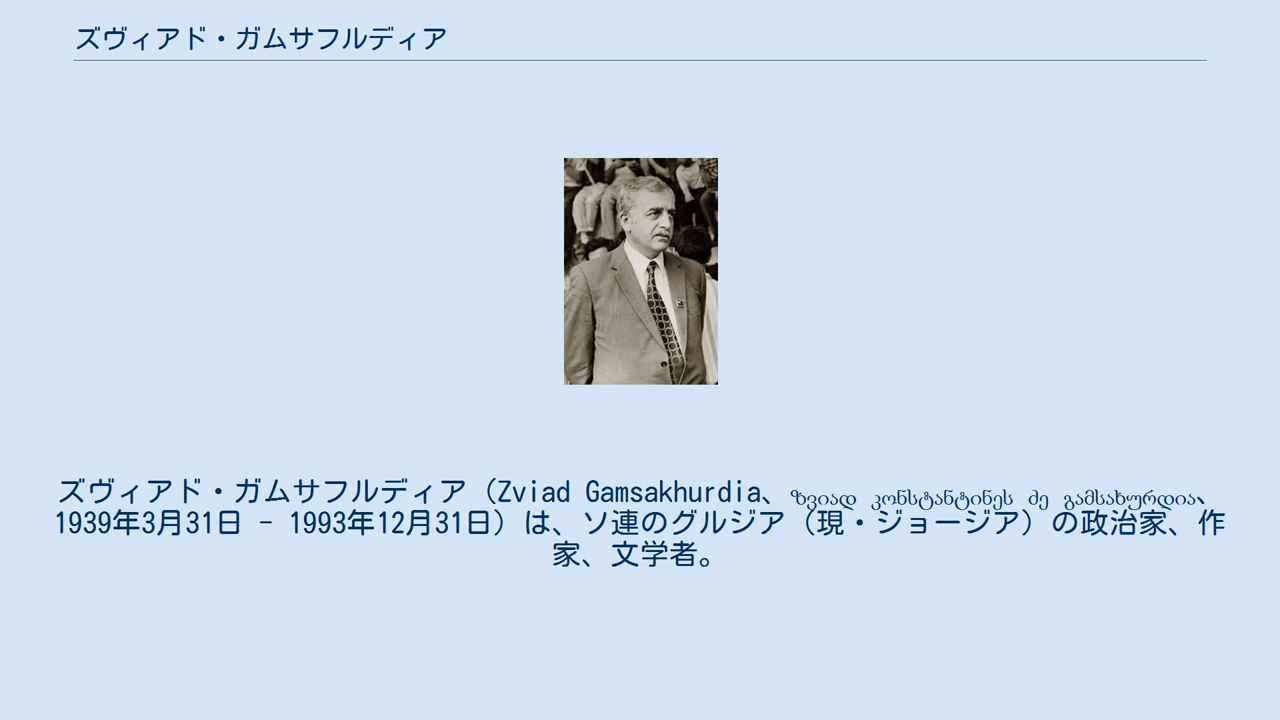 ズヴィアド・ガムサフルディア
ズヴィアド・ガムサフルディア（Zviad Gamsakhurdia、ზვიად კონსტანტინეს ძე გამსახურდია、
1939年3月31日 - 1993年12月31日）は、ソ連のグルジア（現・ジョージア）の政治家、作
家、文学者。